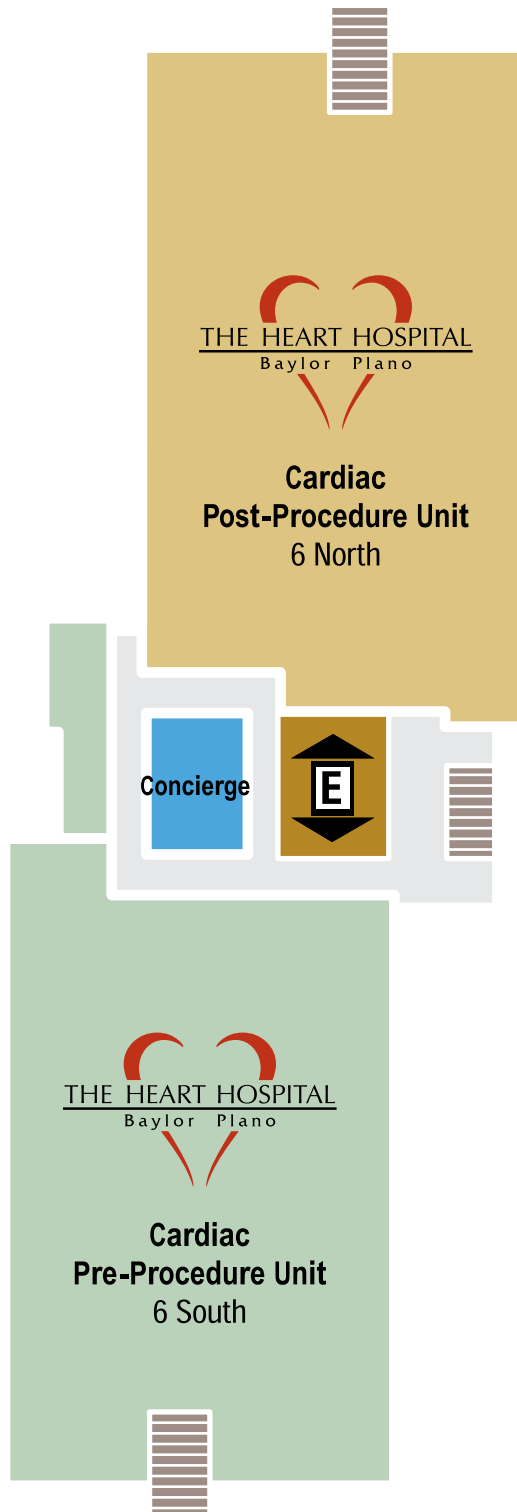 THE HEART HOSPITAL
Baylor Plano
Cardiac
Post-Procedure Unit
6 North
Concierge
E
THE HEART HOSPITAL
Baylor Plano
Cardiac
Pre-Procedure Unit
6 South